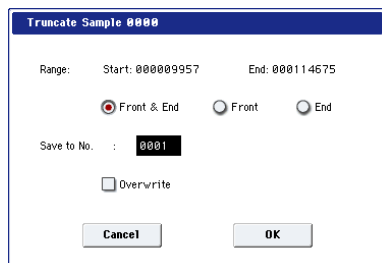 Truncate Sample 0000
Range: Start: 000009957 End: 000114675
Front & End Front End
Save to No. : 0001
Overwrite
Cancel OK